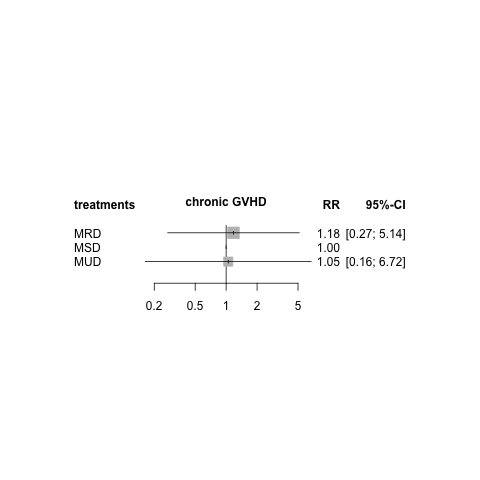 treatments chronic GVHD RR 95%-CI
MRD 1.18 [0.27; 5.14]
MSD 1.00
MUD 1.05 [0.16; 6.72]
0.2 0.5 1 2 5